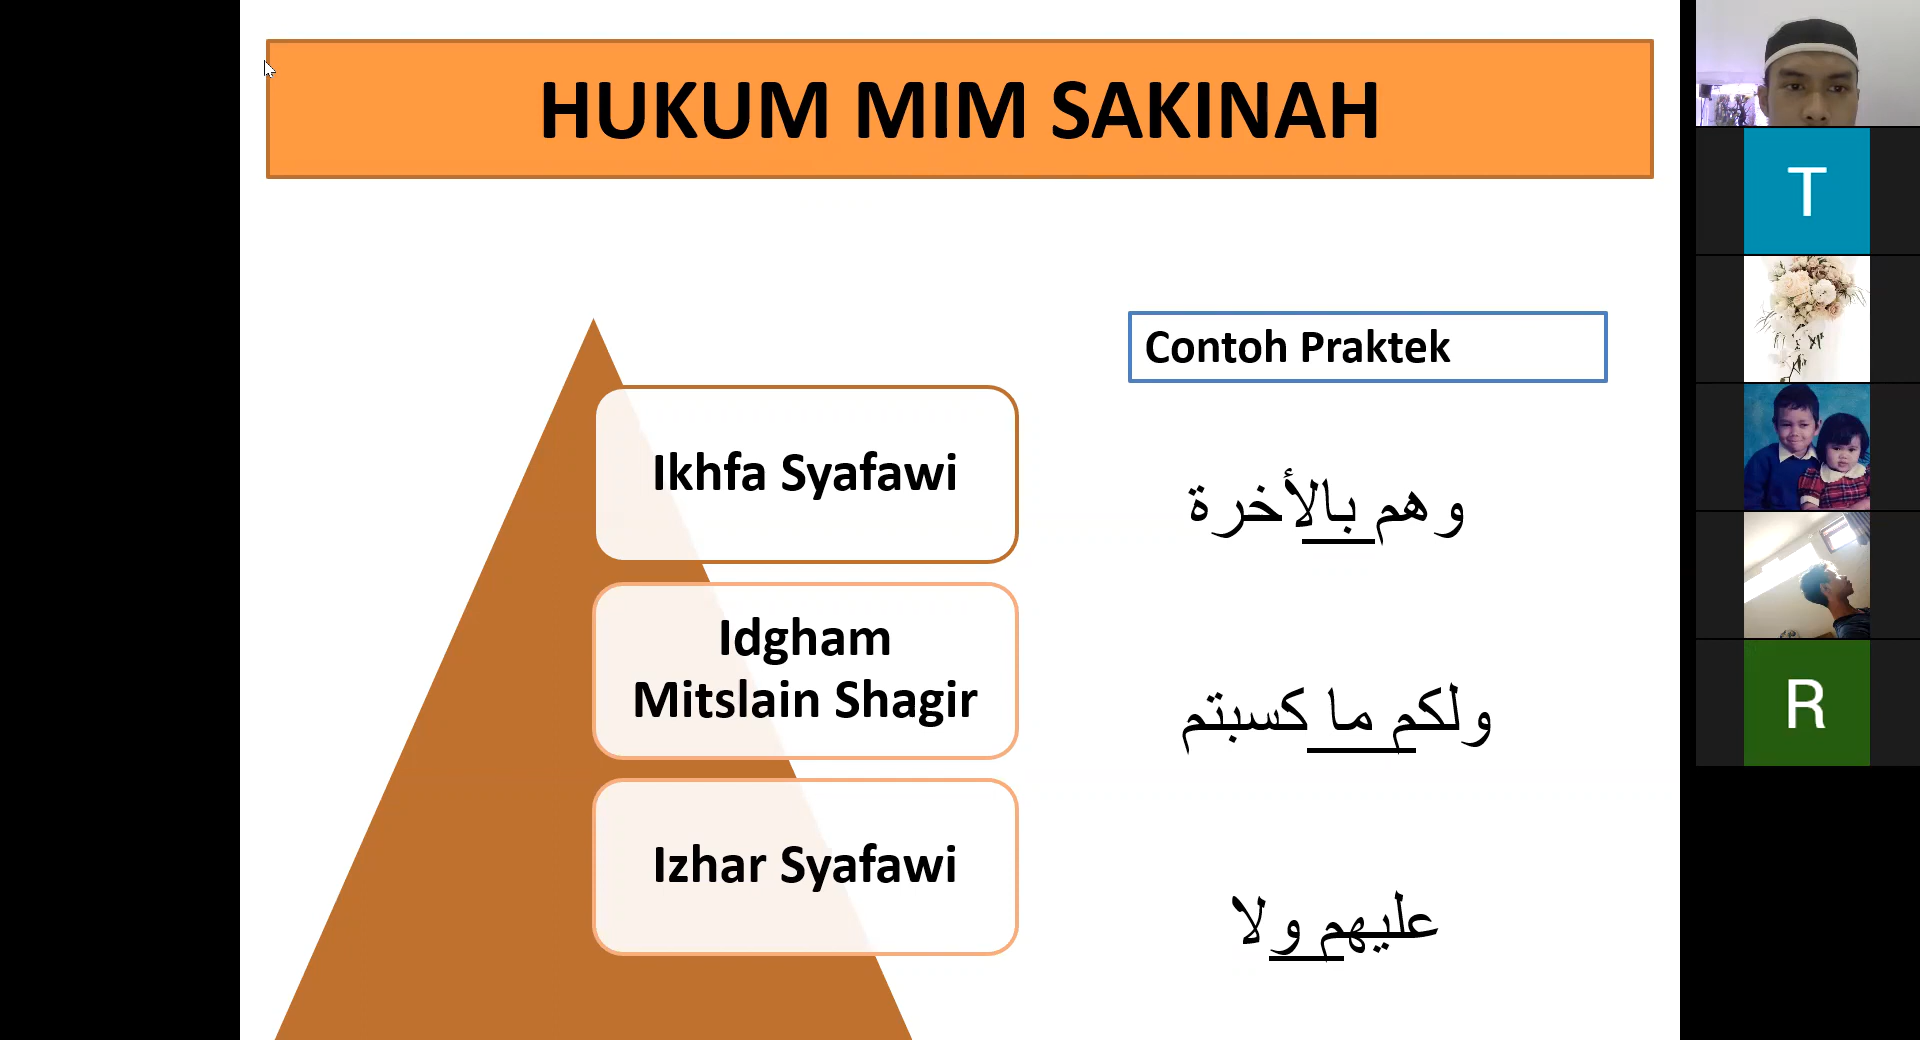 HUKUM MIM SAKINAH
Contoh Praktek
Ikhfa Syafawi
وهم بالأخرة
Idgham
Mitslain Shagir
ولكم ما كسبتم
Izhar Syafawi
عليهم ولا
T
R